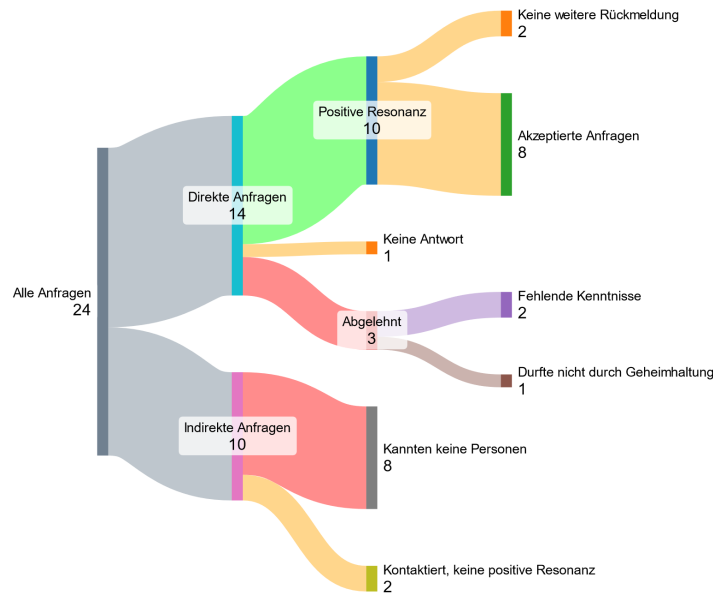 Keine weitere Rückmeldung
2
Positive Resonanz
10
Akzeptierte Anfragen
8
Direkte Anfragen
14
Keine Antwort
1
Alle Anfragen
24
Fehlende Kenntnisse
2
Abgelehnt
3
Durfte nicht durch Geheimhaltung
1
Indirekte Anfragen
10
Kannten keine Personen
8
Kontaktiert, keine positive Resonanz
2